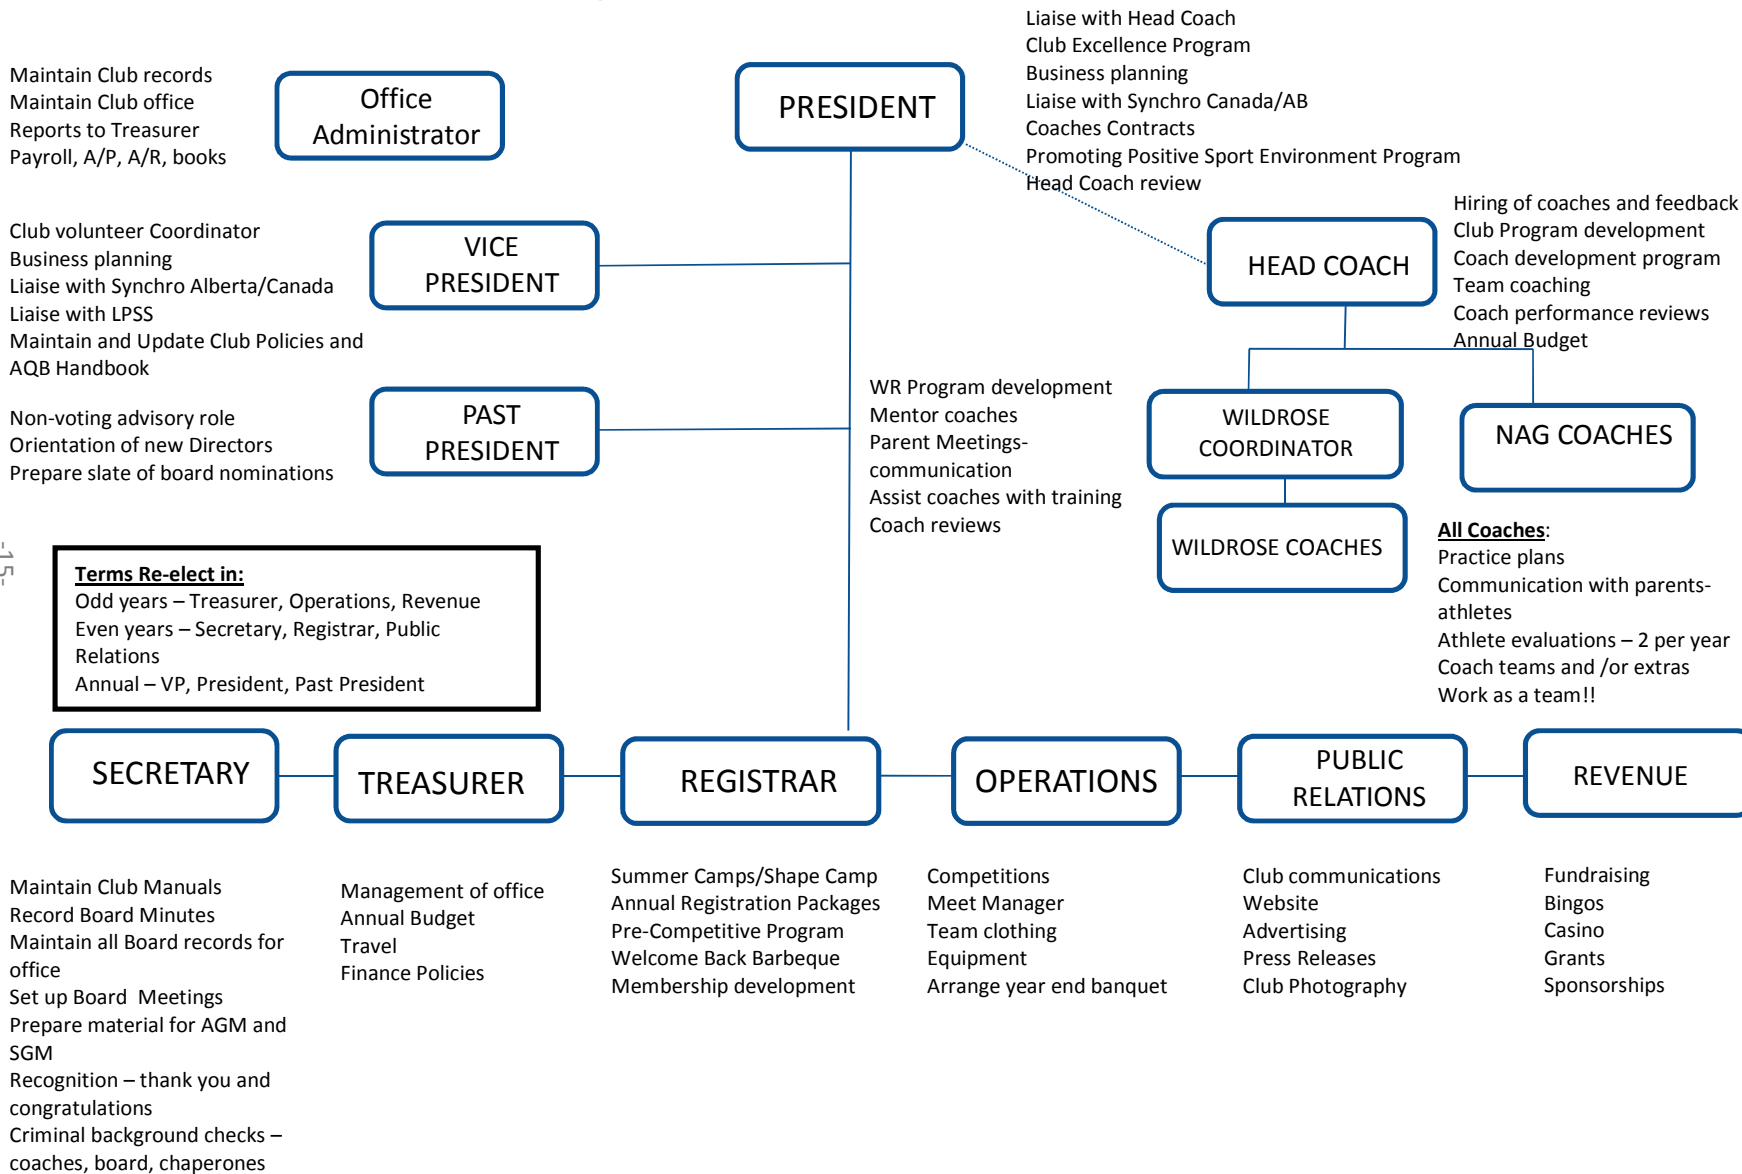 Liaise with Head Coach
Club Excellence Program
Business planning
Liaise with Synchro Canada/AB
Coaches Contracts
Promoting Positive Sport Environment Program
Head Coach review
Maintain Club records
Maintain Club office
Reports to Treasurer
Payroll, A/P, A/R, books
Office
Administrator
PRESIDENT
Club volunteer Coordinator
Business planning
Liaise with Synchro Alberta/Canada
Liaise with LPSS
Maintain and Update Club Policies and
AQB Handbook
VICE
PRESIDENT
HEAD COACH
Hiring of coaches and feedback
Club Program development
Coach development program
Team coaching
Coach performance reviews
Annual Budget
Non-voting advisory role
Orientation of new Directors
Prepare slate of board nominations
PAST
PRESIDENT
WR Program development
Mentor coaches
Parent Meetings-
communication
Assist coaches with training
Coach reviews
WILDROSE
COORDINATOR
NAG COACHES
WILDROSE COACHES
All Coaches:
Practice plans
Communication with parents-
athletes
Athlete evaluations – 2 per year
Coach teams and /or extras
Work as a team!!
-15-
Terms Re-elect in:
Odd years – Treasurer, Operations, Revenue
Even years – Secretary, Registrar, Public
Relations
Annual – VP, President, Past President
SECRETARY
TREASURER
REGISTRAR
OPERATIONS
PUBLIC
RELATIONS
REVENUE
Maintain Club Manuals
Record Board Minutes
Maintain all Board records for
office
Set up Board  Meetings
Prepare material for AGM and
SGM
Recognition – thank you and
congratulations
Criminal background checks –
coaches, board, chaperones
Management of office
Annual Budget
Travel
Finance Policies
Summer Camps/Shape Camp
Annual Registration Packages
Pre-Competitive Program
Welcome Back Barbeque
Membership development
Competitions
Meet Manager
Team clothing
Equipment
Arrange year end banquet
Club communications
Website
Advertising
Press Releases
Club Photography
Fundraising
Bingos
Casino
Grants
Sponsorships